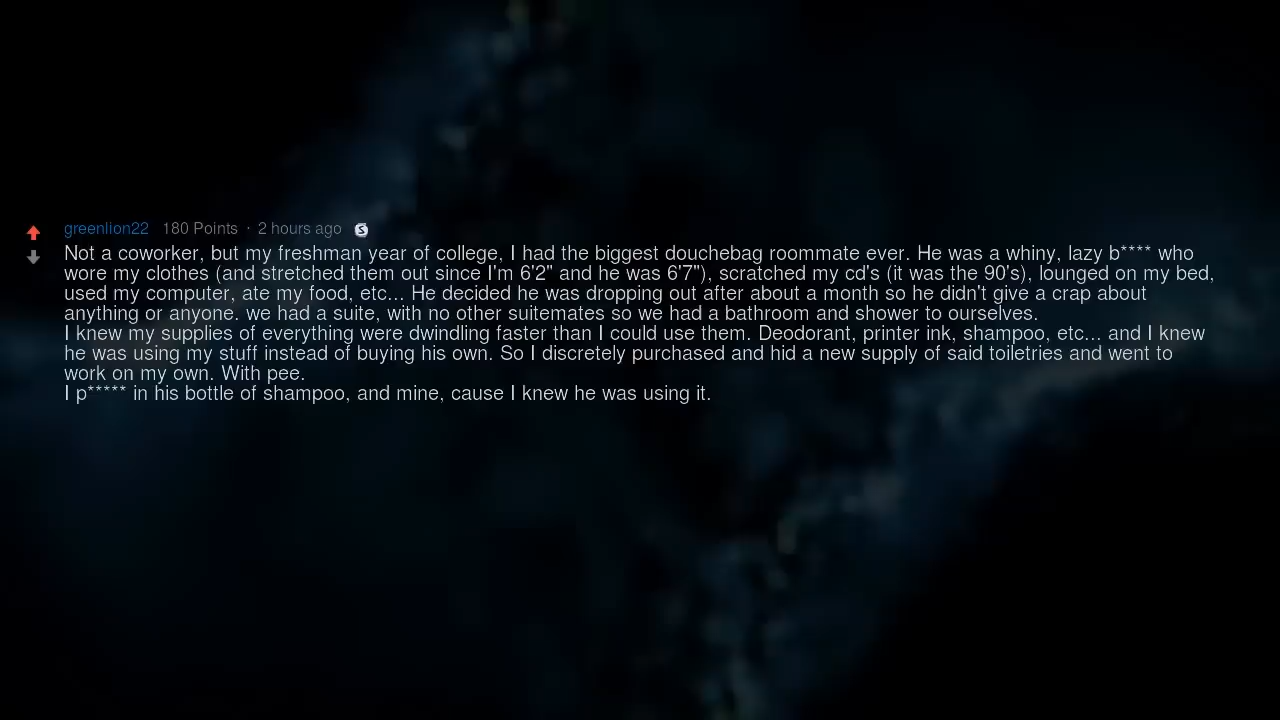 greenlion22 180 Points · 2 hours ago S
Not a coworker, but my freshman year of college, I had the biggest douchebag roommate ever. He was a whiny, lazy b**** who
wore my clothes (and stretched them out since I'm 6'2" and he was 6'7"), scratched my cd's (it was the 90's), lounged on my bed,
used my computer, ate my food, etc... He decided he was dropping out after about a month so he didn't give a crap about
anything or anyone. we had a suite, with no other suitemates so we had a bathroom and shower to ourselves.
I knew my supplies of everything were dwindling faster than I could use them. Deodorant, printer ink, shampoo, etc... and I knew
he was using my stuff instead of buying his own. So I discretely purchased and hid a new supply of said toiletries and went to
work on my own. With pee.
I p***** in his bottle of shampoo, and mine, cause I knew he was using it.